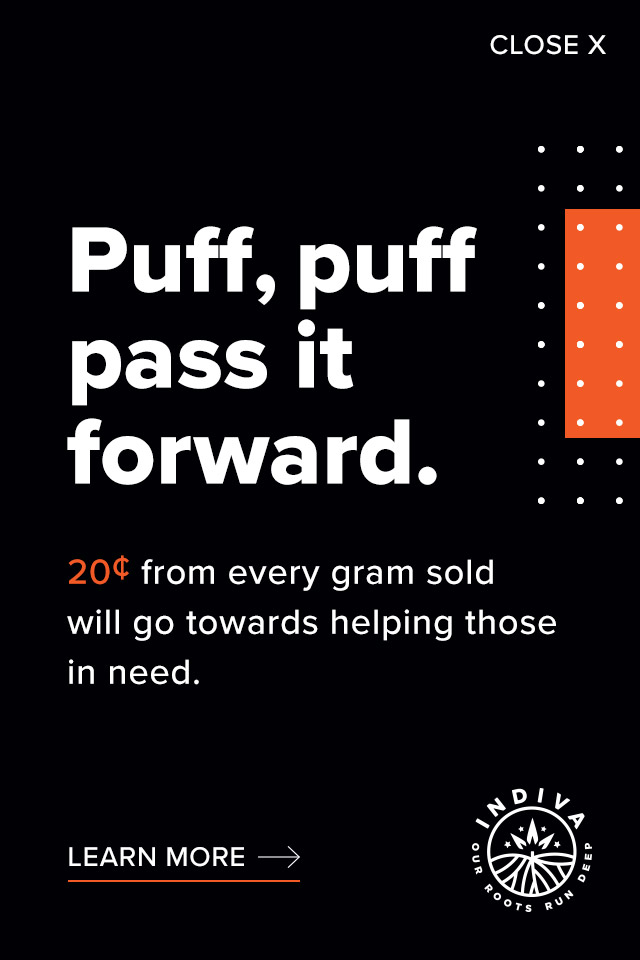 CLOSE X
Puff, puff
pass it
forward.
20¢ from every gram sold
will go towards helping those
in need.
LEARN MORE
INDIVA
OUR ROOTS RUN DEEP